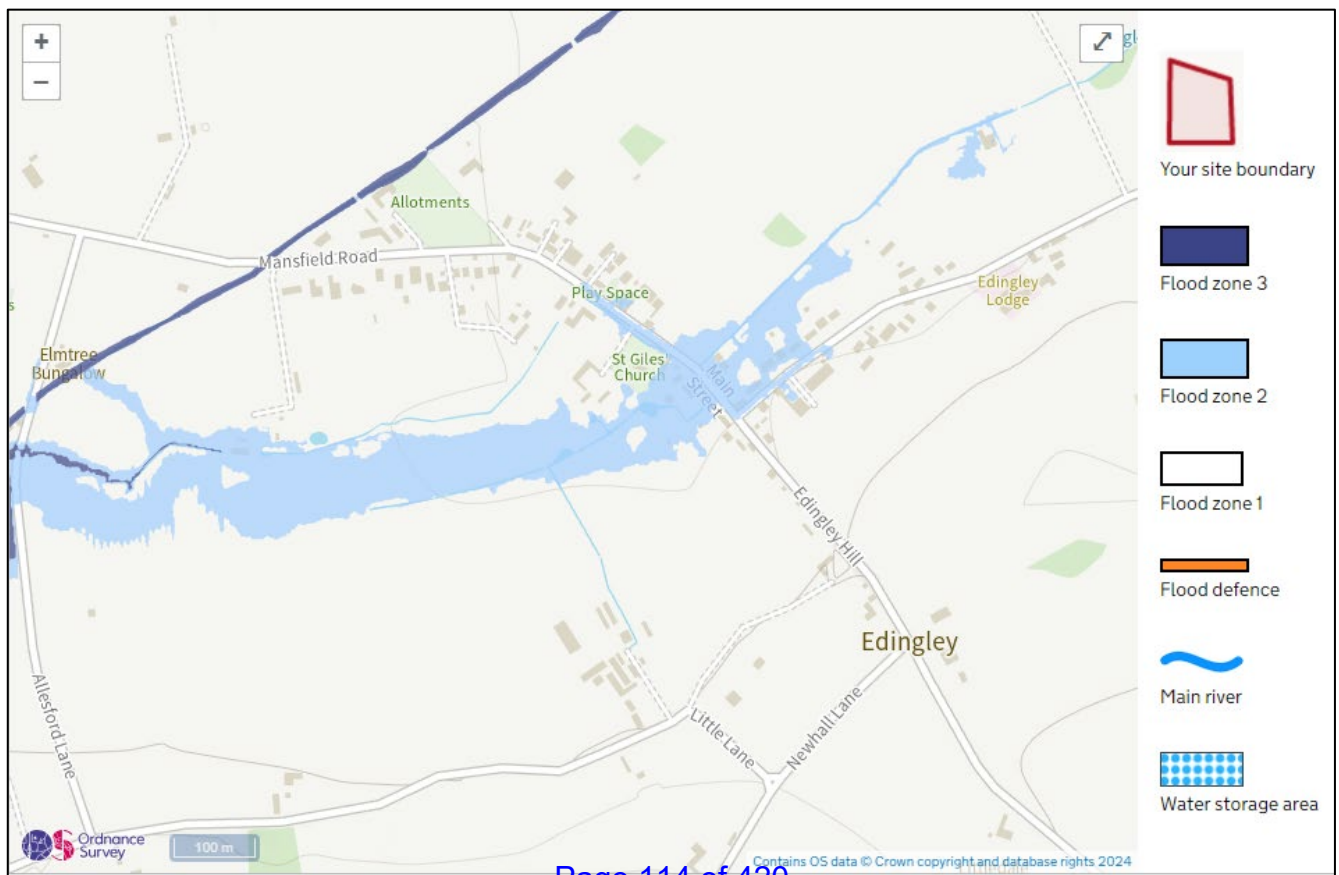 +
−
Allotments
Mansfield Road
Play Space
Edingley
Lodge
Elmtree
Bungalow
St Giles
Church
Main
Street
Edingley Hill
Edingley
Allesford Lane
Little Lane
Newhall Lane
Ordnance
Survey
100 m
Contains OS data © Crown copyright and database rights 2024
Your site boundary
Flood zone 3
Flood zone 2
Flood zone 1
Flood defence
Main river
Water storage area